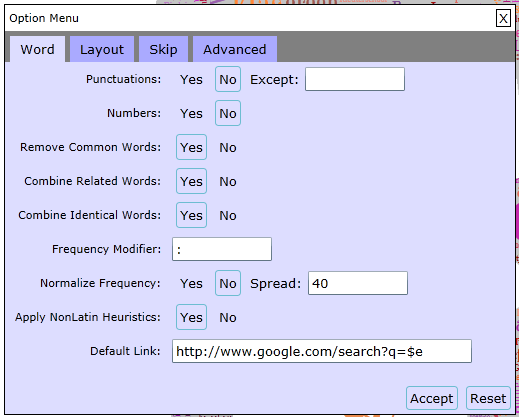 Option Menu X
Word Layout Skip Advanced
Punctuations: Yes No Except:
Numbers: Yes No
Remove Common Words: Yes No
Combine Related Words: Yes No
Combine Identical Words: Yes No
Frequency Modifier: :
Normalize Frequency: Yes No Spread: 40
Apply NonLatin Heuristics: Yes No
Default Link: http://www.google.com/search?q=$e
Accept Reset